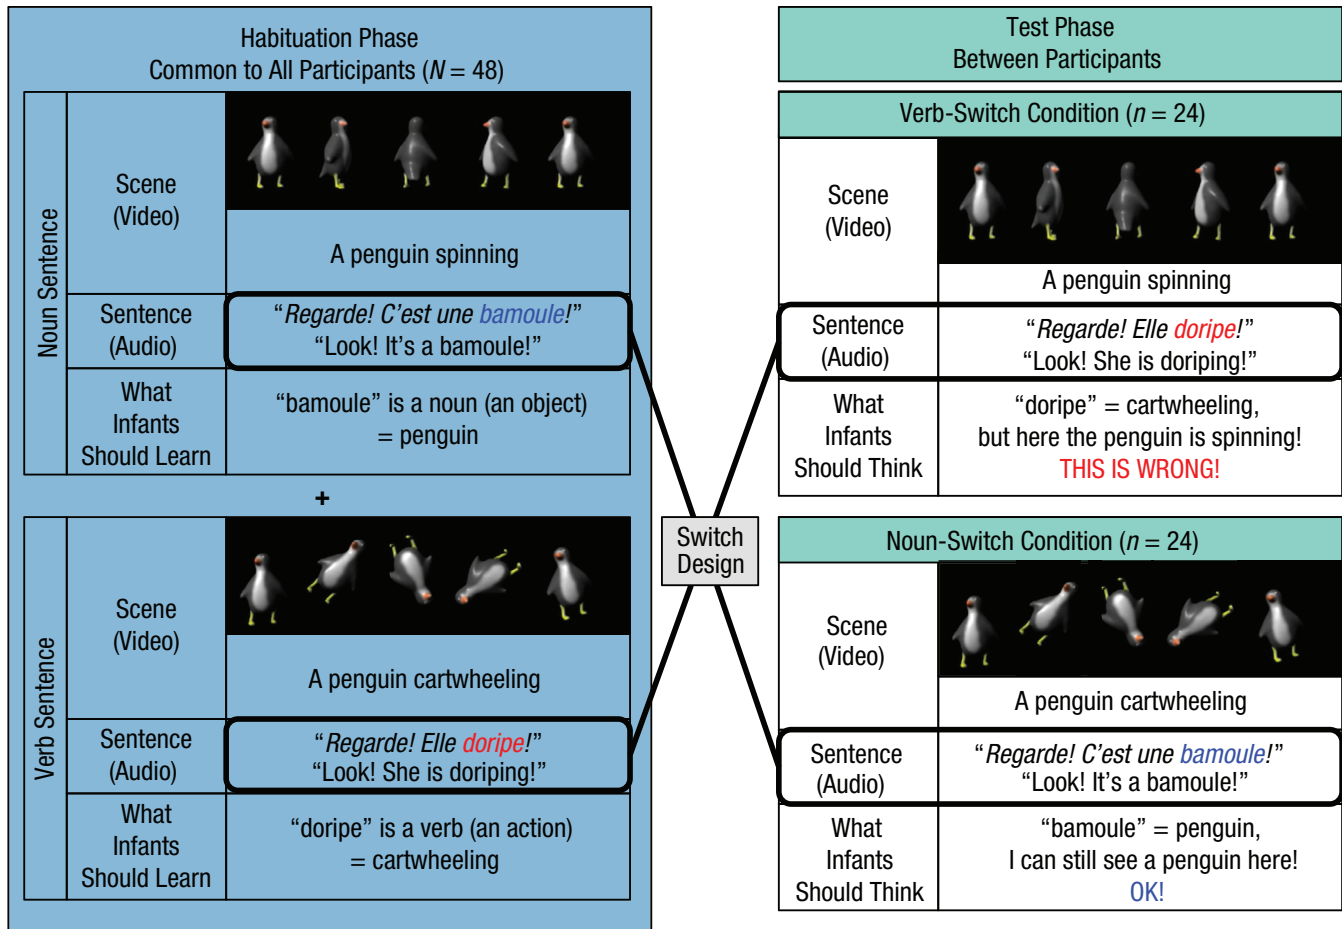 Habituation Phase
Common to All Participants (N = 48)
Noun Sentence
Scene
(Video)
A penguin spinning
Sentence
(Audio)
“Regarde! C’est une bamoule!”
“Look! It’s a bamoule!”
What
Infants
Should Learn
“bamoule” is a noun (an object)
= penguin
+
Verb Sentence
Scene
(Video)
A penguin cartwheeling
Sentence
(Audio)
“Regarde! Elle doripe!”
“Look! She is doriping!”
What
Infants
Should Learn
“doripe” is a verb (an action)
= cartwheeling
Switch
Design
Test Phase
Between Participants
Verb-Switch Condition (n = 24)
Scene
(Video)
A penguin spinning
Sentence
(Audio)
“Regarde! Elle doripe!”
“Look! She is doriping!”
What
Infants
Should Think
“doripe” = cartwheeling,
but here the penguin is spinning!
THIS IS WRONG!
Noun-Switch Condition (n = 24)
Scene
(Video)
A penguin cartwheeling
Sentence
(Audio)
“Regarde! C’est une bamoule!”
“Look! It’s a bamoule!”
What
Infants
Should Think
“bamoule” = penguin,
I can still see a penguin here!
OK!